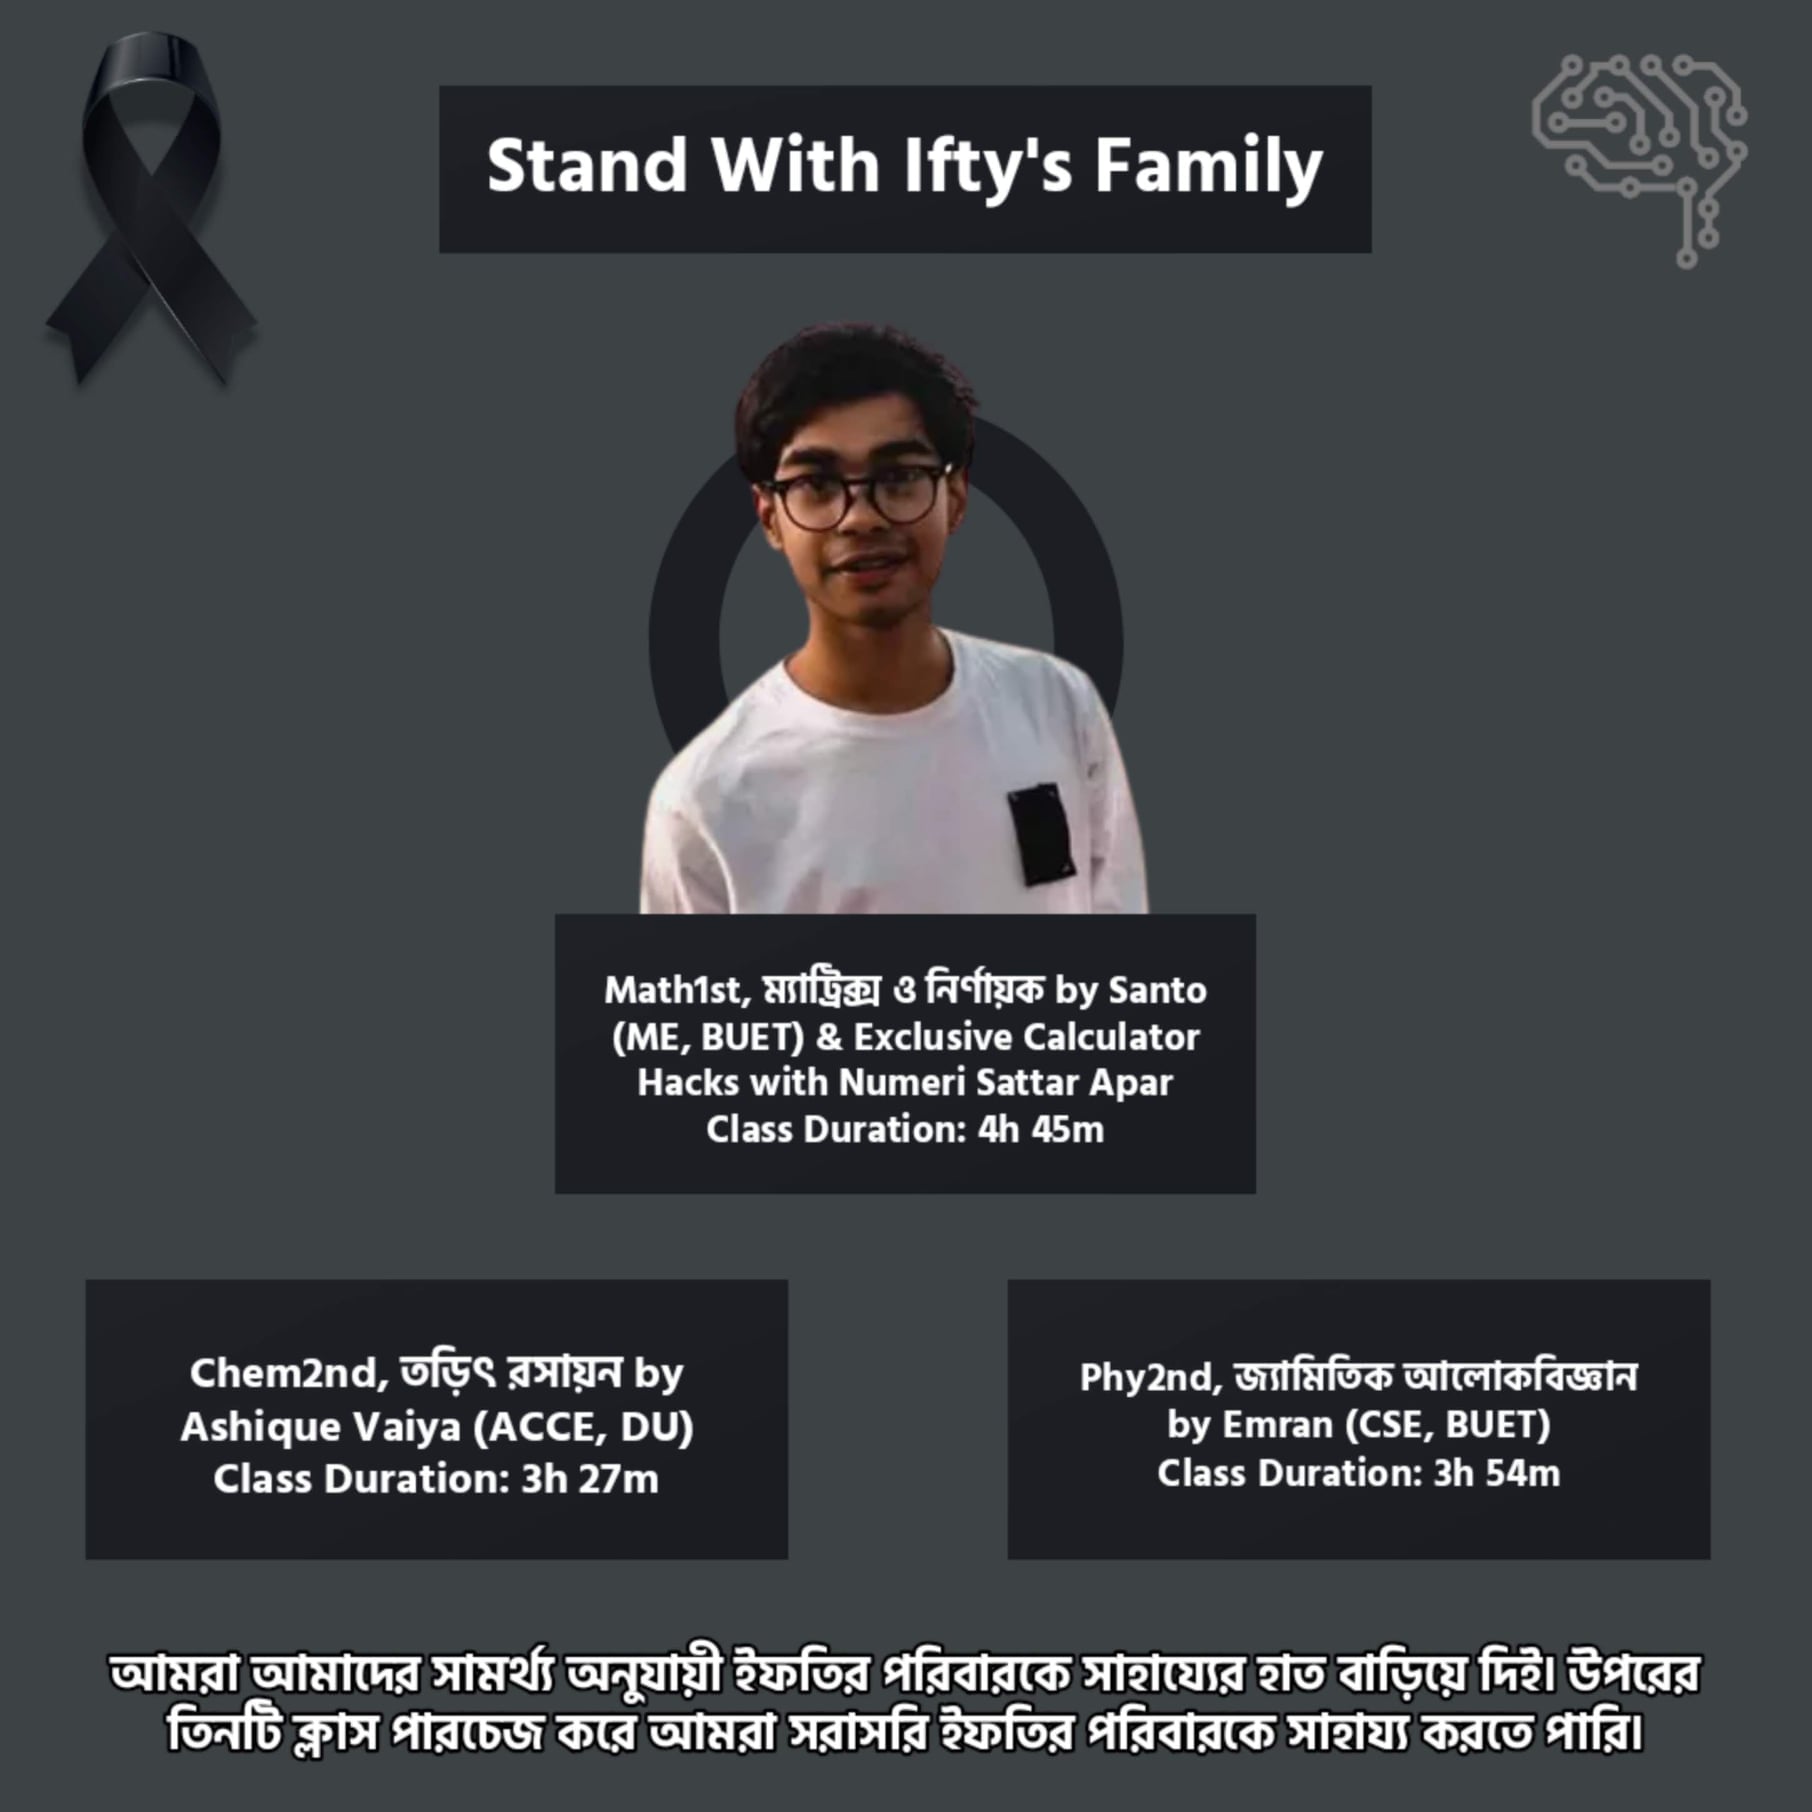 Stand With Ifty's Family
Math1st, ম্যাট্রিক্স ও নির্ণায়ক by Santo
(ME, BUET) & Exclusive Calculator
Hacks with Numeri Sattar Apar
Class Duration: 4h 45m
Chem2nd, তড়িৎ রসায়ন by
Ashique Vaiya (ACCE, DU)
Class Duration: 3h 27m
Phy2nd, জ্যামিতিক আলোকবিজ্ঞান
by Emran (CSE, BUET)
Class Duration: 3h 54m
আমরা আমাদের সামর্থ্য অনুযায়ী ইফতির পরিবারকে সাহায্যের হাত বাড়িয়ে দিই। উপরের
তিনটি ক্লাস পারচেজ করে আমরা সরাসরি ইফতির পরিবারকে সাহায্য করতে পারি।